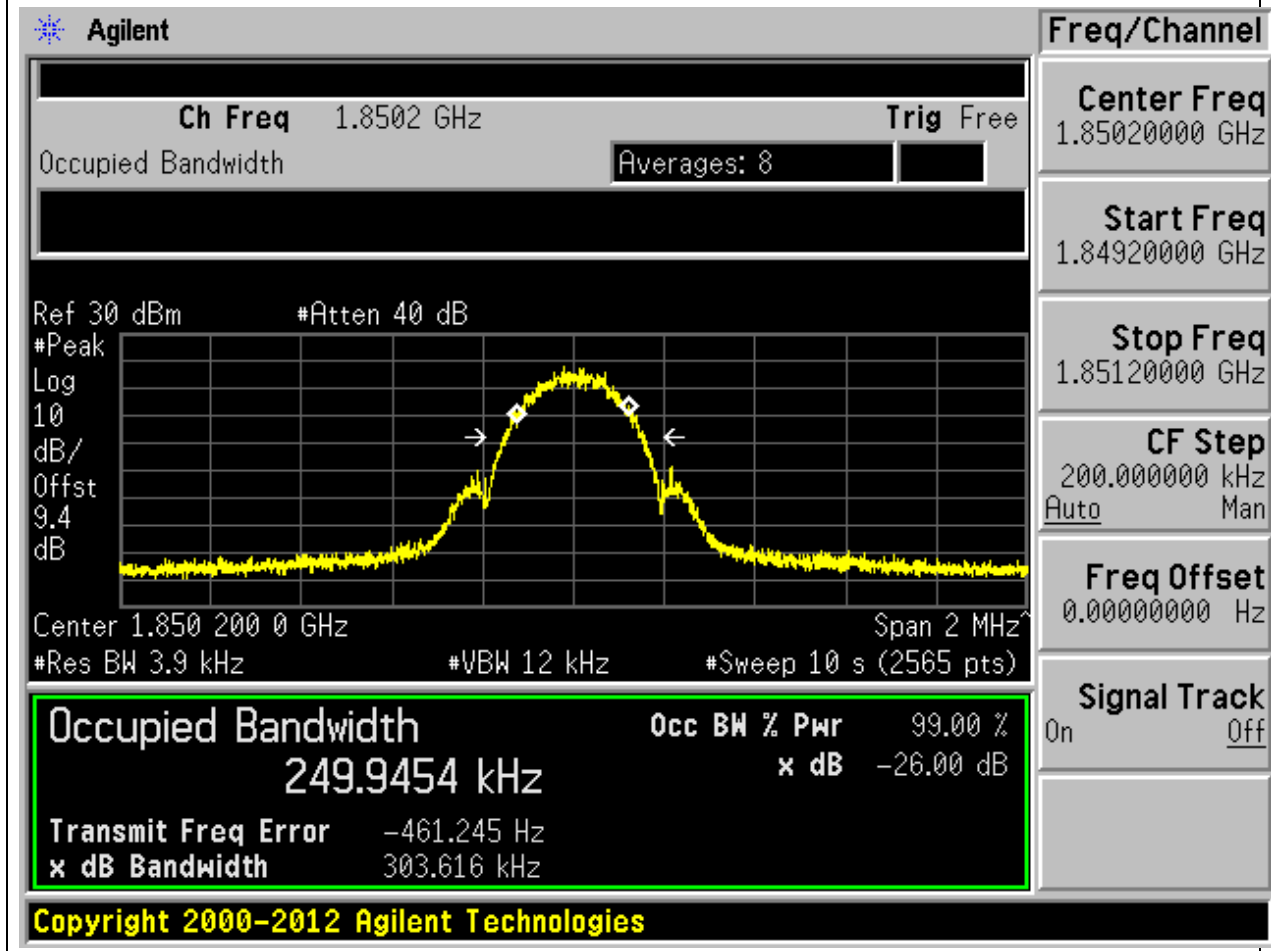 Agilent
Freq/Channel
Ch Freq 1.8502 GHz Trig Free
Occupied Bandwidth Averages: 8
Center Freq
1.85020000 GHz
Start Freq
1.84920000 GHz
Stop Freq
1.85120000 GHz
CF Step
200.000000 kHz
Auto Man
Freq Offset
0.00000000 Hz
Signal Track
On Off
Ref 30 dBm #Atten 40 dB
#Peak
Log
10
dB/
Offst
9.4
dB
Center 1.850 200 0 GHz Span 2 MHz^
#Res BW 3.9 kHz #VBW 12 kHz #Sweep 10 s (2565 pts)
Occupied Bandwidth
249.9454 kHz
Occ BW % Pwr 99.00 %
x dB -26.00 dB
Transmit Freq Error -461.245 Hz
x dB Bandwidth 303.616 kHz
Copyright 2000-2012 Agilent Technologies